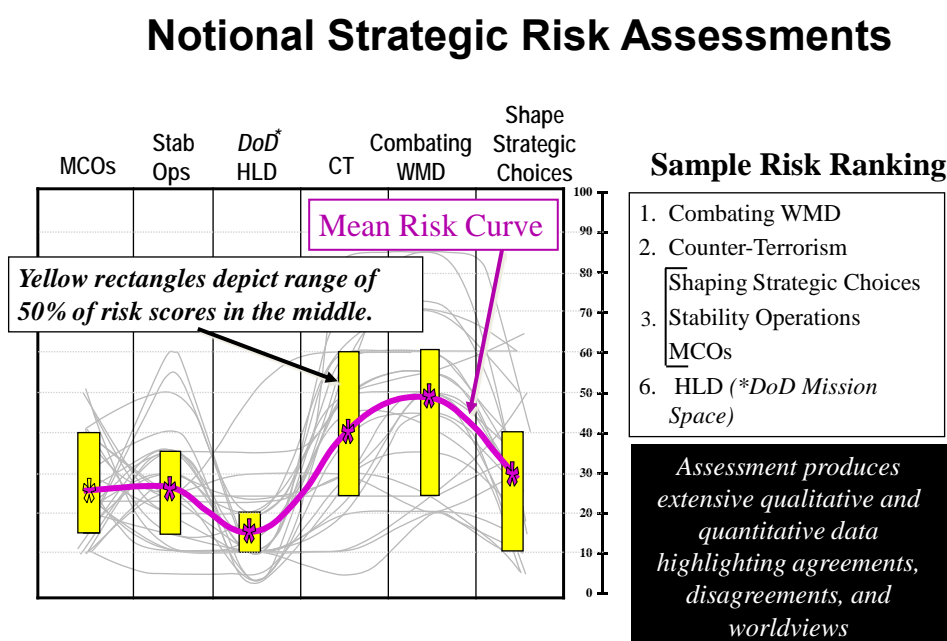 Notional Strategic Risk Assessments
MCOs
Stab
Ops
DoD*
HLD
CT
Combating
WMD
Shape
Strategic
Choices
100
90
80
70
60
50
40
30
20
10
0
Mean Risk Curve
Yellow rectangles depict range of
50% of risk scores in the middle.
Sample Risk Ranking
1. Combating WMD
2. Counter-Terrorism
Shaping Strategic Choices
3. Stability Operations
MCOs
6. HLD (*DoD Mission
Space)
Assessment produces
extensive qualitative and
quantitative data
highlighting agreements,
disagreements, and
worldviews